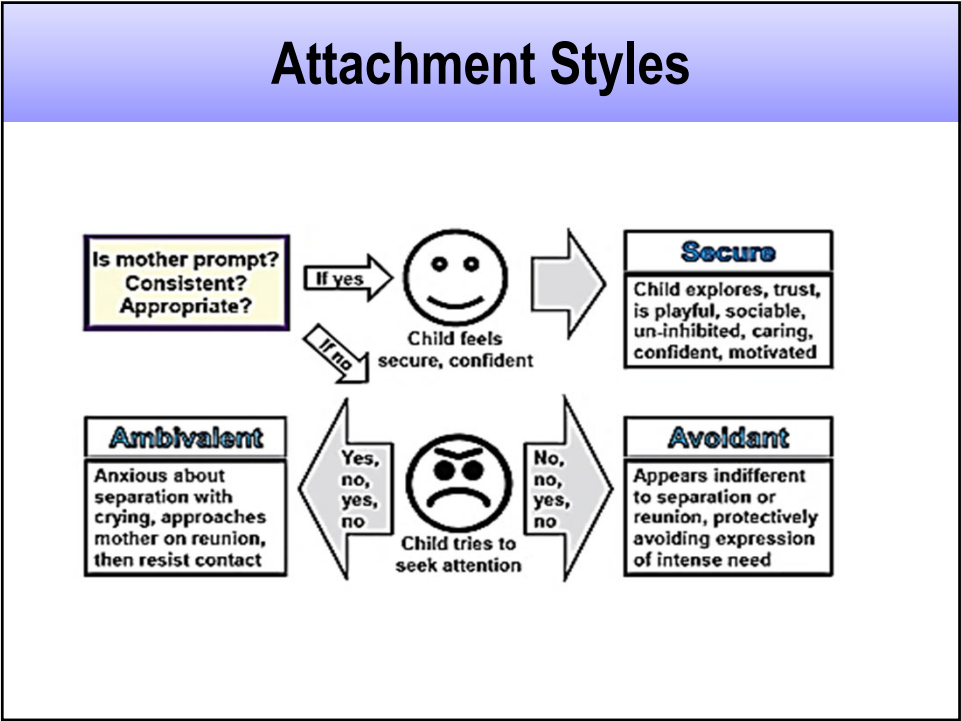 Attachment Styles
Is mother prompt?
Consistent?
Appropriate?
If yes
Child feels
secure, confident
Secure
Child explores, trust,
is playful, sociable,
un-inhibited, caring,
confident, motivated
If no
Ambivalent
Anxious about
separation with
crying, approaches
mother on reunion,
then resist contact
Yes,
no,
yes,
no
Child tries to
seek attention
No,
no,
yes,
no
Avoidant
Appears indifferent
to separation or
reunion, protectively
avoiding expression
of intense need